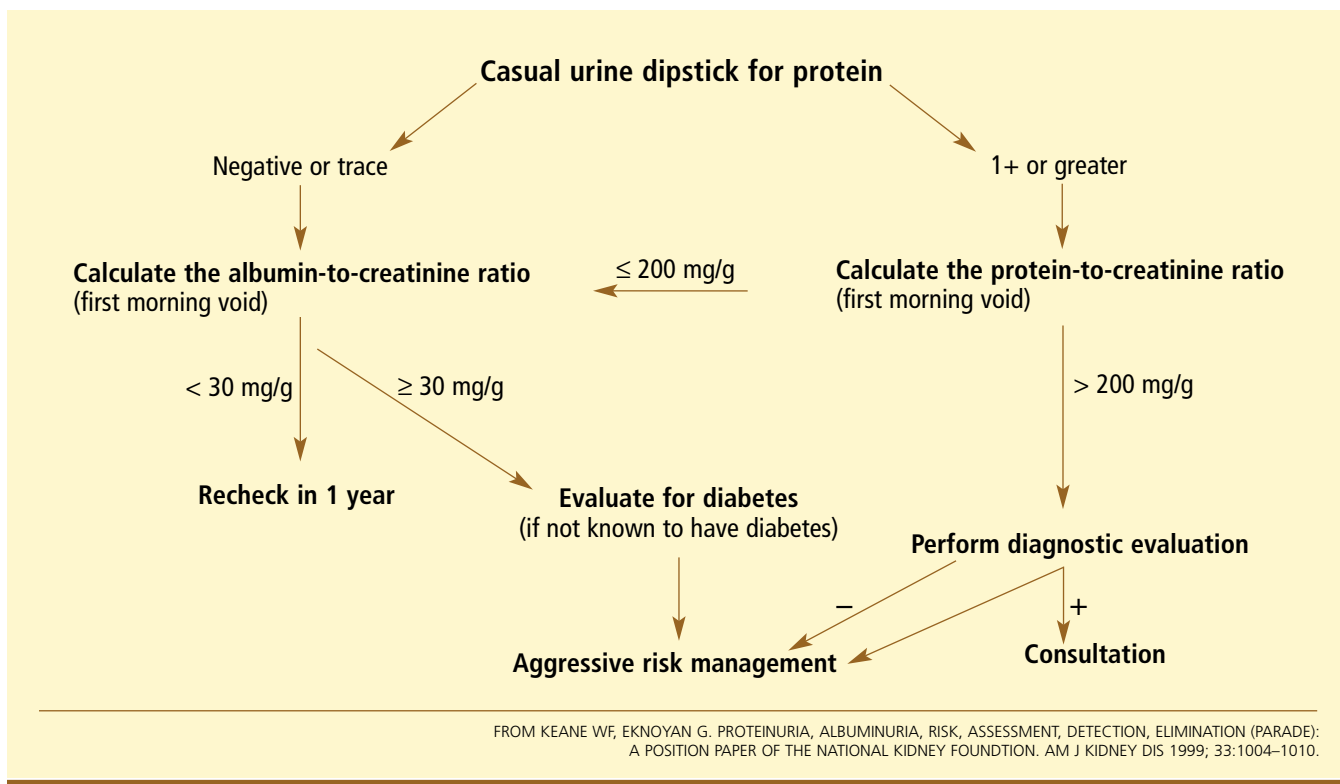 Casual urine dipstick for protein
Negative or trace
1+ or greater
Calculate the albumin-to-creatinine ratio
(first morning void)
≤ 200 mg/g
Calculate the protein-to-creatinine ratio
(first morning void)
< 30 mg/g
≥ 30 mg/g
> 200 mg/g
Recheck in 1 year
Evaluate for diabetes
(if not known to have diabetes)
Perform diagnostic evaluation
–
+
Aggressive risk management
Consultation
FROM KEANE WF, EKNOYAN G. PROTEINURIA, ALBUMINURIA, RISK, ASSESSMENT, DETECTION, ELIMINATION (PARADE):
A POSITION PAPER OF THE NATIONAL KIDNEY FOUNDTION. AM J KIDNEY DIS 1999; 33:1004–1010.